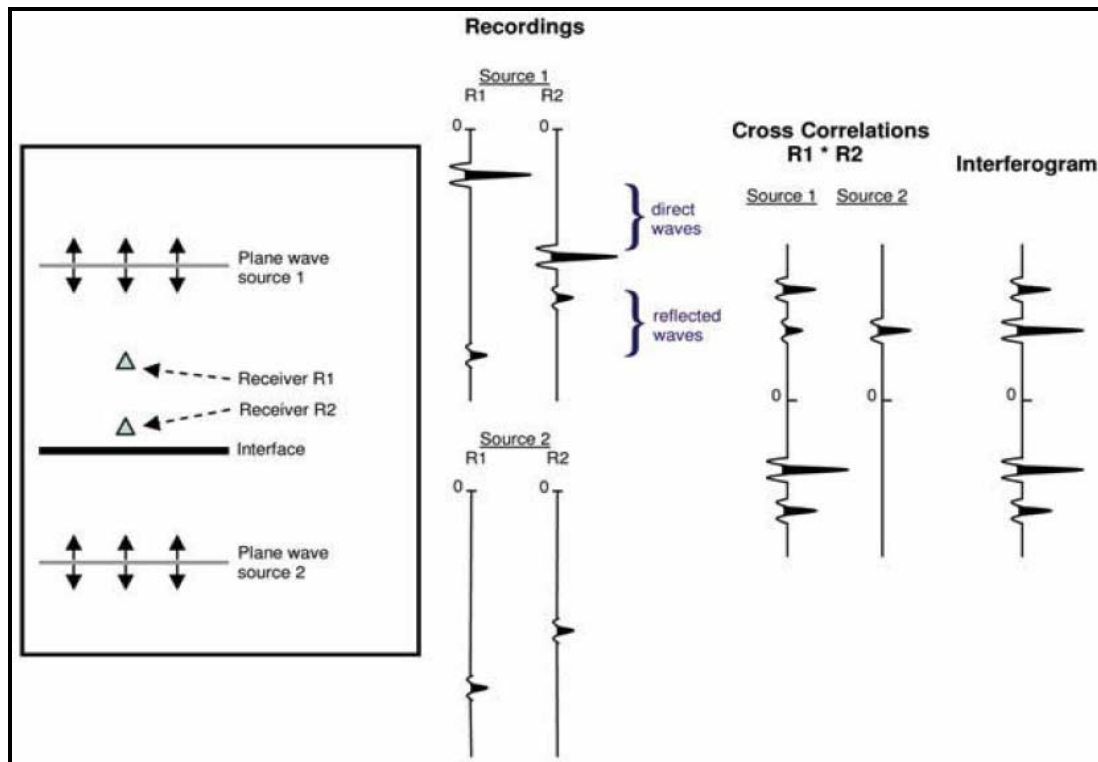 Recordings
Source 1
R1 R2
0 0
direct
waves
reflected
waves
Source 2
R1 R2
0 0
Plane wave
source 1
Receiver R1
Receiver R2
Interface
Plane wave
source 2
Cross Correlations
R1 * R2
Source 1 Source 2
0 0
Interferogram
0